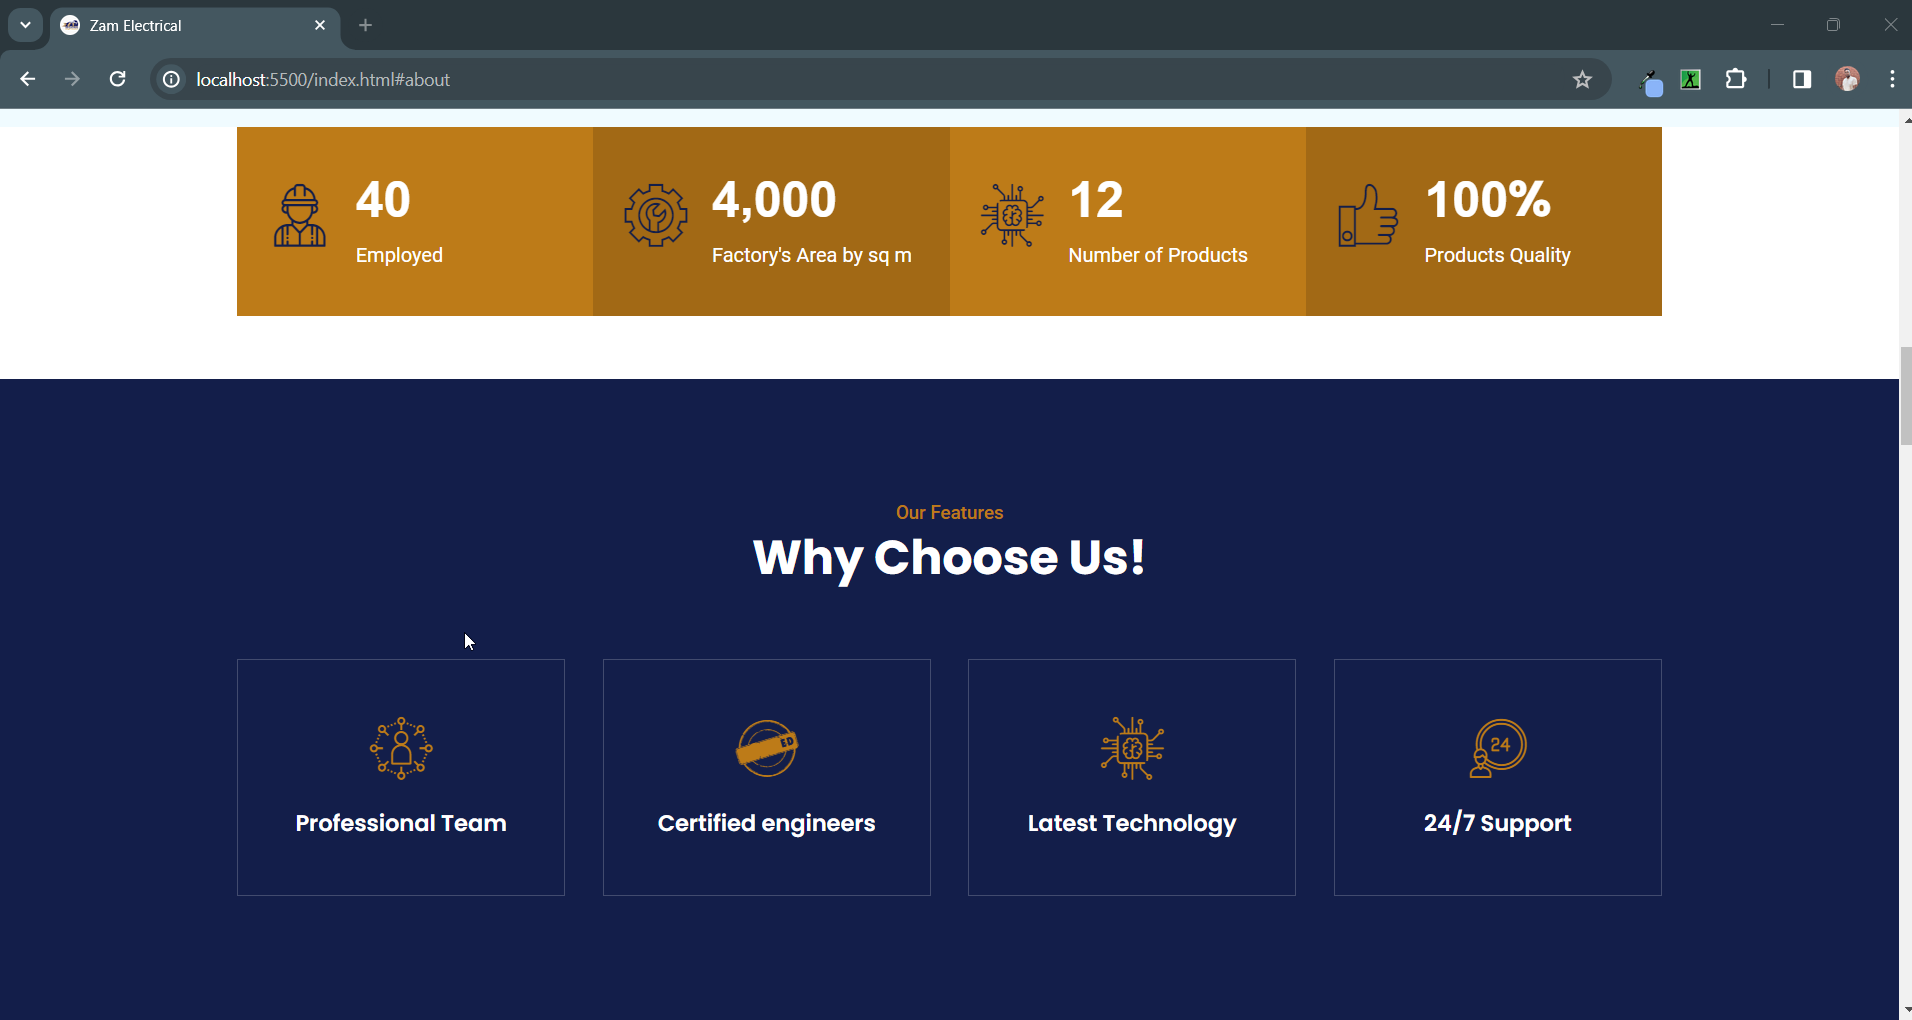 Zam Electrical
localhost:5500/index.html#about
40
Employed
4,000
Factory's Area by sq m
12
Number of Products
100%
Products Quality
Our Features
Why Choose Us!
ED
24
Professional Team
Certified engineers
Latest Technology
24/7 Support